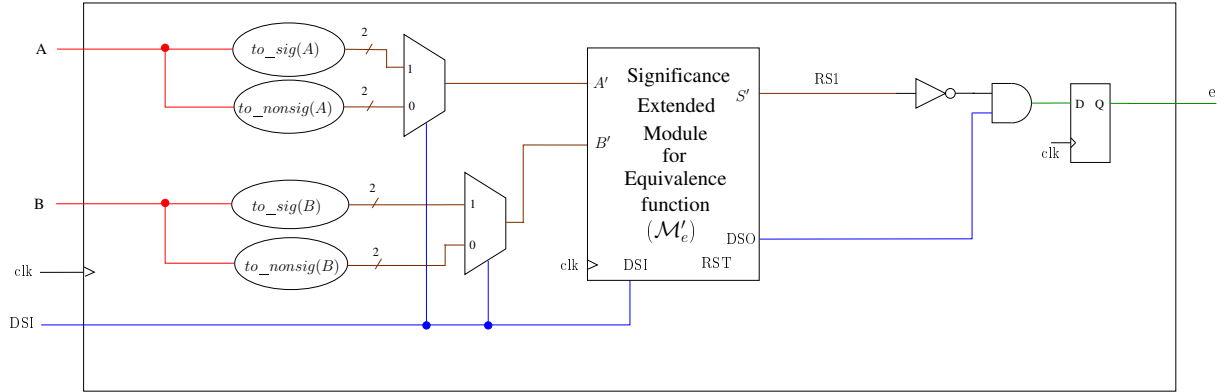 A
to_sig(A)
2
1
to_nonsig(A)
2
0
B
to_sig(B)
2
1
to_nonsig(B)
2
0
clk
DSI
A′
B′
Significance
Extended
Module
for
Equivalence
function
(ℳ′ₑ)
S′
DSO
clk
DSI
RST
RS1
D Q
clk
e